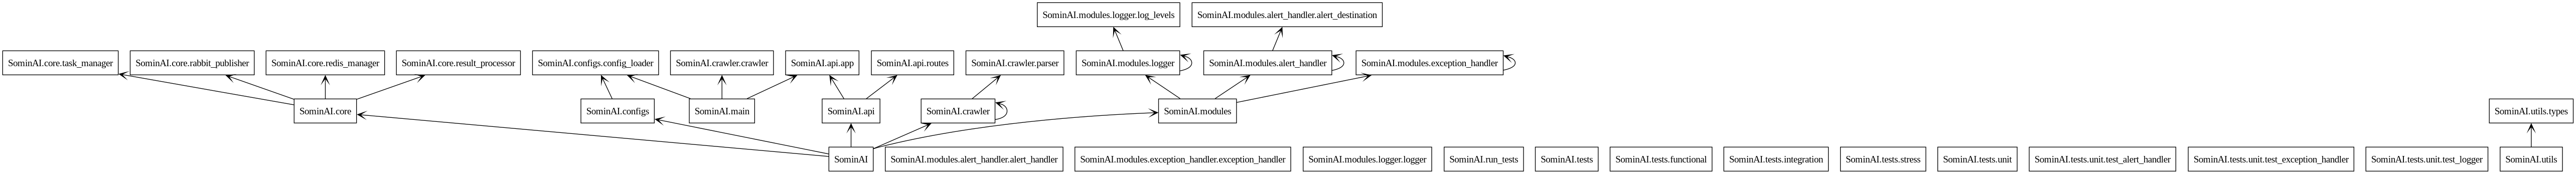 SominAI.modules.logger.log_levels
SominAI.modules.alert_handler.alert_destination
SominAI.core.task_manager
SominAI.core.rabbit_publisher
SominAI.core.redis_manager
SominAI.core.result_processor
SominAI.configs.config_loader
SominAI.crawler.crawler
SominAI.api.app
SominAI.api.routes
SominAI.crawler.parser
SominAI.modules.logger
SominAI.modules.alert_handler
SominAI.modules.exception_handler
SominAI.core
SominAI.configs
SominAI.main
SominAI.api
SominAI.crawler
SominAI.modules
SominAI.utils.types
SominAI
SominAI.modules.alert_handler.alert_handler
SominAI.modules.exception_handler.exception_handler
SominAI.modules.logger.logger
SominAI.run_tests
SominAI.tests
SominAI.tests.functional
SominAI.tests.integration
SominAI.tests.stress
SominAI.tests.unit
SominAI.tests.unit.test_alert_handler
SominAI.tests.unit.test_exception_handler
SominAI.tests.unit.test_logger
SominAI.utils